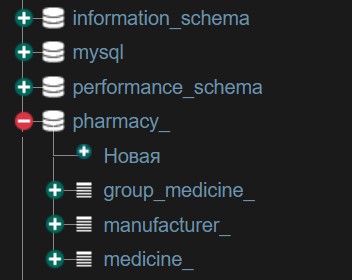 information_schema
mysql
performance_schema
pharmacy_
Новая
group_medicine_
manufacturer_
medicine_